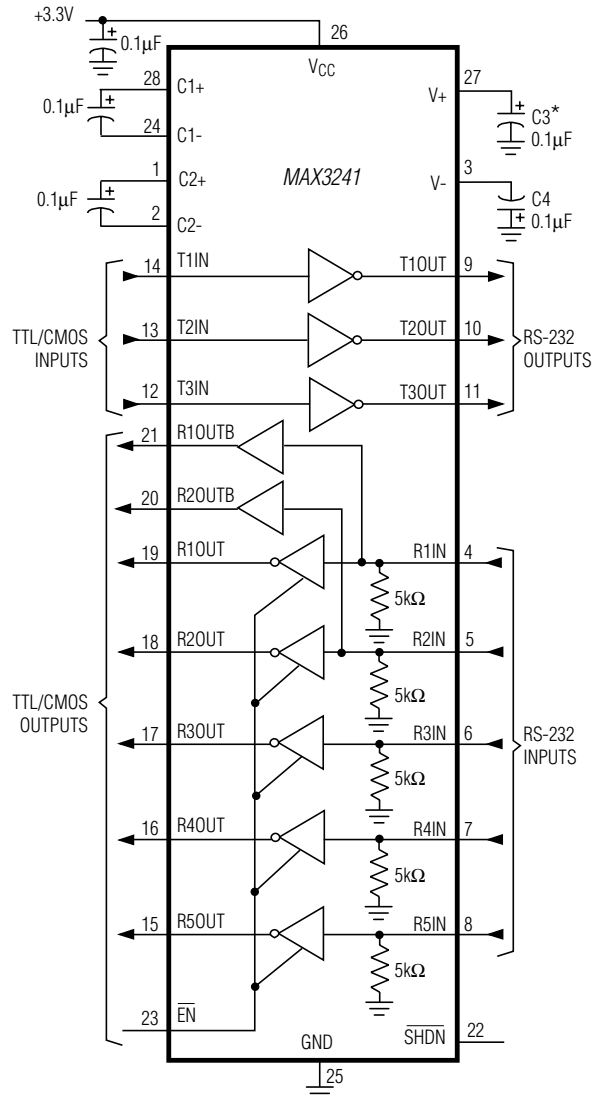 +3.3V
26
0.1µF
VCC
28
C1+
27
V+
0.1µF
C3*
0.1µF
24
C1-
1
C2+
MAX3241
3
V-
0.1µF
C4
0.1µF
2
C2-
14
T1IN
T1OUT
9
TTL/CMOS
INPUTS
13
T2IN
T2OUT
10
RS-232
OUTPUTS
12
T3IN
T3OUT
11
21
R1OUTB
20
R2OUTB
19
R1OUT
R1IN
4
5kΩ
18
R2OUT
R2IN
5
5kΩ
TTL/CMOS
OUTPUTS
17
R3OUT
R3IN
6
RS-232
INPUTS
5kΩ
16
R4OUT
R4IN
7
5kΩ
15
R5OUT
R5IN
8
5kΩ
23
EN
GND
SHDN
22
25